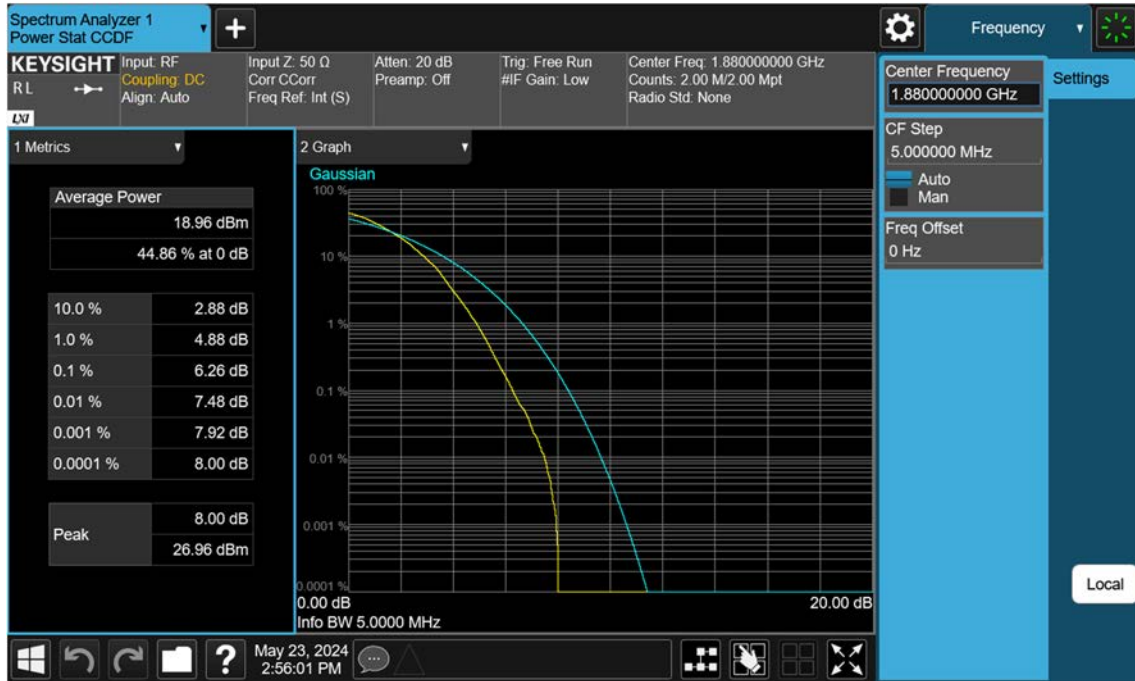 Spectrum Analyzer 1
Power Stat CCDF
Frequency
KEYSIGHT
R L
LXI
Input: RF
Coupling: DC
Align: Auto
Input Z: 50 Ω
Corr CCorr
Freq Ref: Int (S)
Atten: 20 dB
Preamp: Off
Trig: Free Run
#IF Gain: Low
Center Freq: 1.880000000 GHz
Counts: 2.00 M/2.00 Mpt
Radio Std: None
Center Frequency
1.880000000 GHz
Settings
CF Step
5.000000 MHz
Auto
Man
Freq Offset
0 Hz
1 Metrics
Average Power
18.96 dBm
44.86 % at 0 dB
10.0 % 2.88 dB
1.0 % 4.88 dB
0.1 % 6.26 dB
0.01 % 7.48 dB
0.001 % 7.92 dB
0.0001 % 8.00 dB
Peak
8.00 dB
26.96 dBm
2 Graph
Gaussian
100 %
10 %
1 %
0.1 %
0.01 %
0.001 %
0.0001 %
0.00 dB 20.00 dB
Info BW 5.0000 MHz
Local
?
May 23, 2024
2:56:01 PM